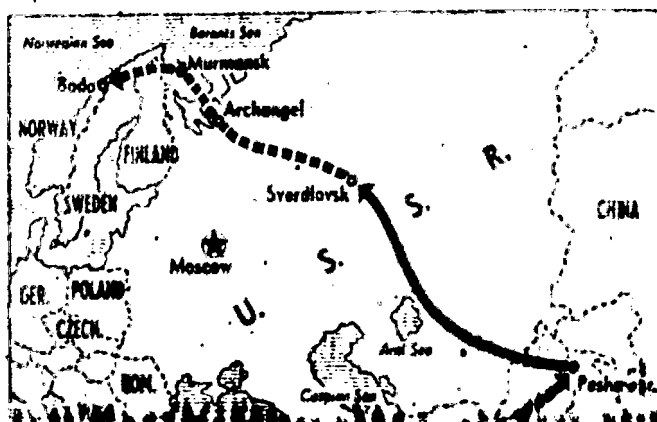 Norwegian Sea
Barents Sea
Murmansk
Bodo
Archangel
NORWAY
FINLAND
Sverdlovsk
SWEDEN
CHINA
Moscow
U. S. S. R.
GER.
POLAND
CZECH.
Aral Sea
ROM.
Caspian Sea